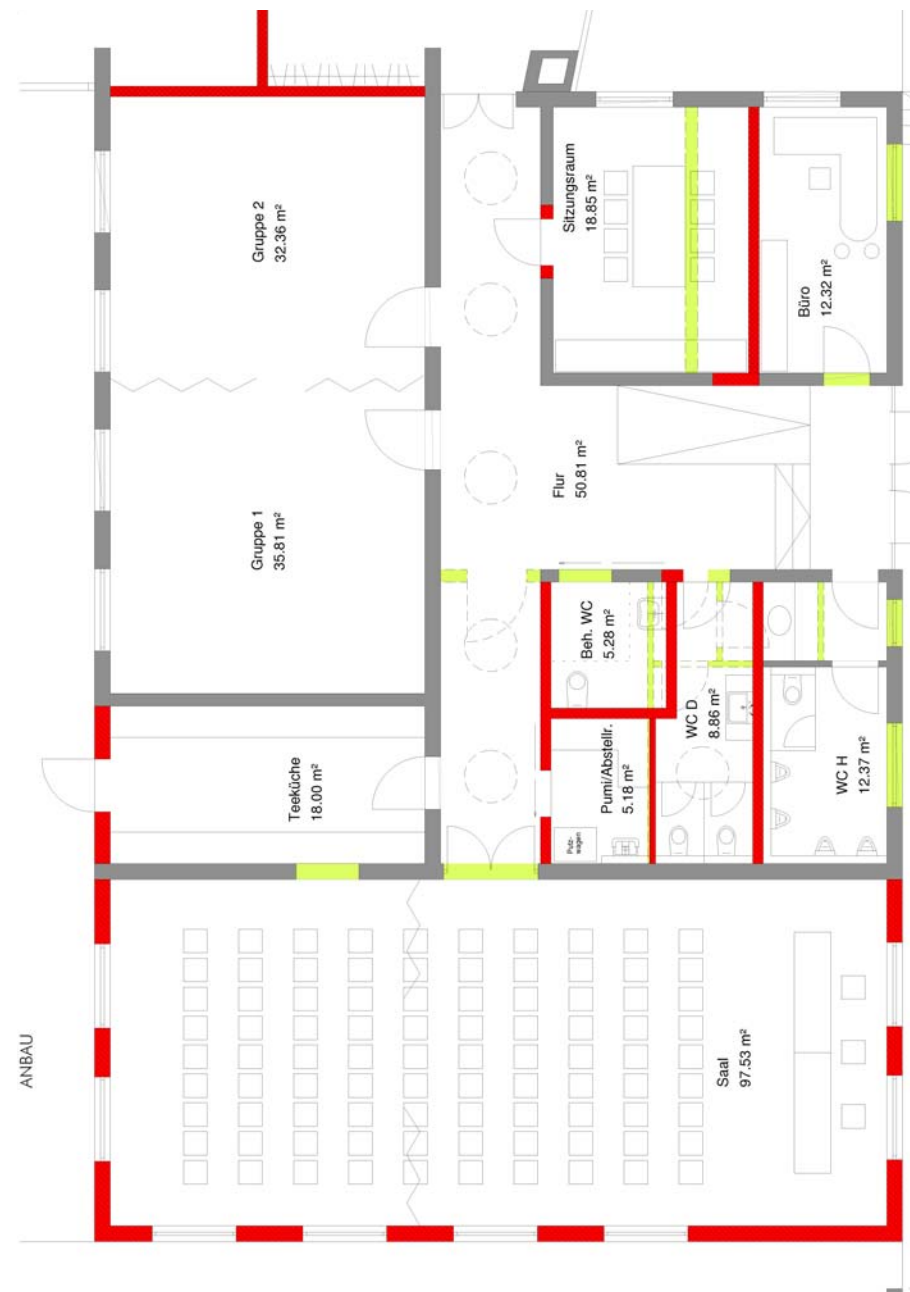 ANBAU
Saal
97.53 m²
Teeküche
18.00 m²
Gruppe 1
35.81 m²
Gruppe 2
32.36 m²
Putz-
wagen
Pumi/Abstellr.
5.18 m²
Beh. WC
5.28 m²
Flur
50.81 m²
Sitzungsraum
18.85 m²
WC D
8.86 m²
WC H
12.37 m²
Büro
12.32 m²